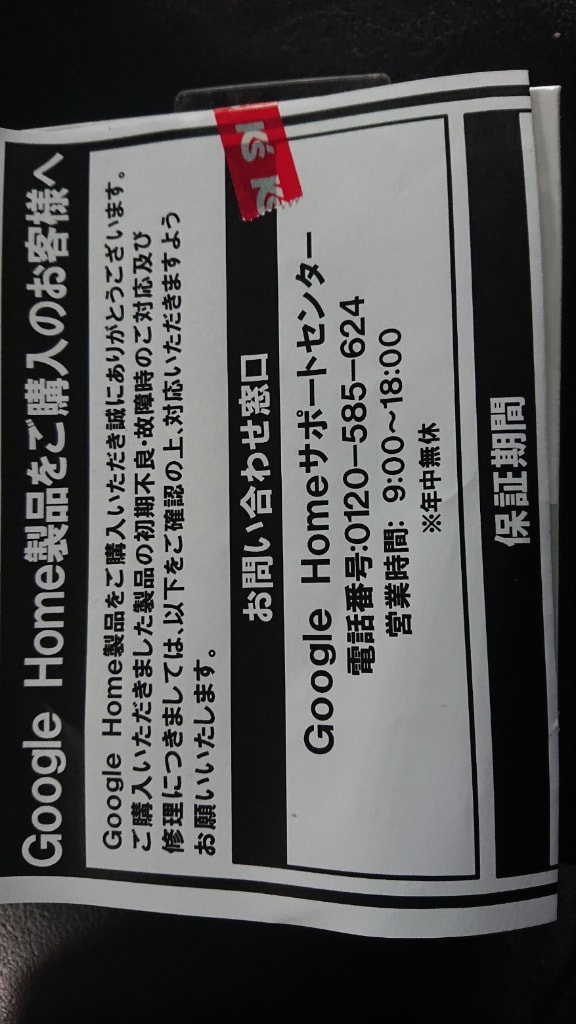 Google Home製品をご購入のお客様へ
Google Home製品をご購入いただき誠にありがとうございます。
ご購入いただきました製品の初期不良・故障時のご対応及び
修理につきましては、以下をご確認の上、対応いただきますよう
お願いいたします。
K's K's
お問い合わせ窓口
Google Homeサポートセンター
電話番号:0120-585-624
営業時間: 9:00~18:00
※年中無休
保証期間